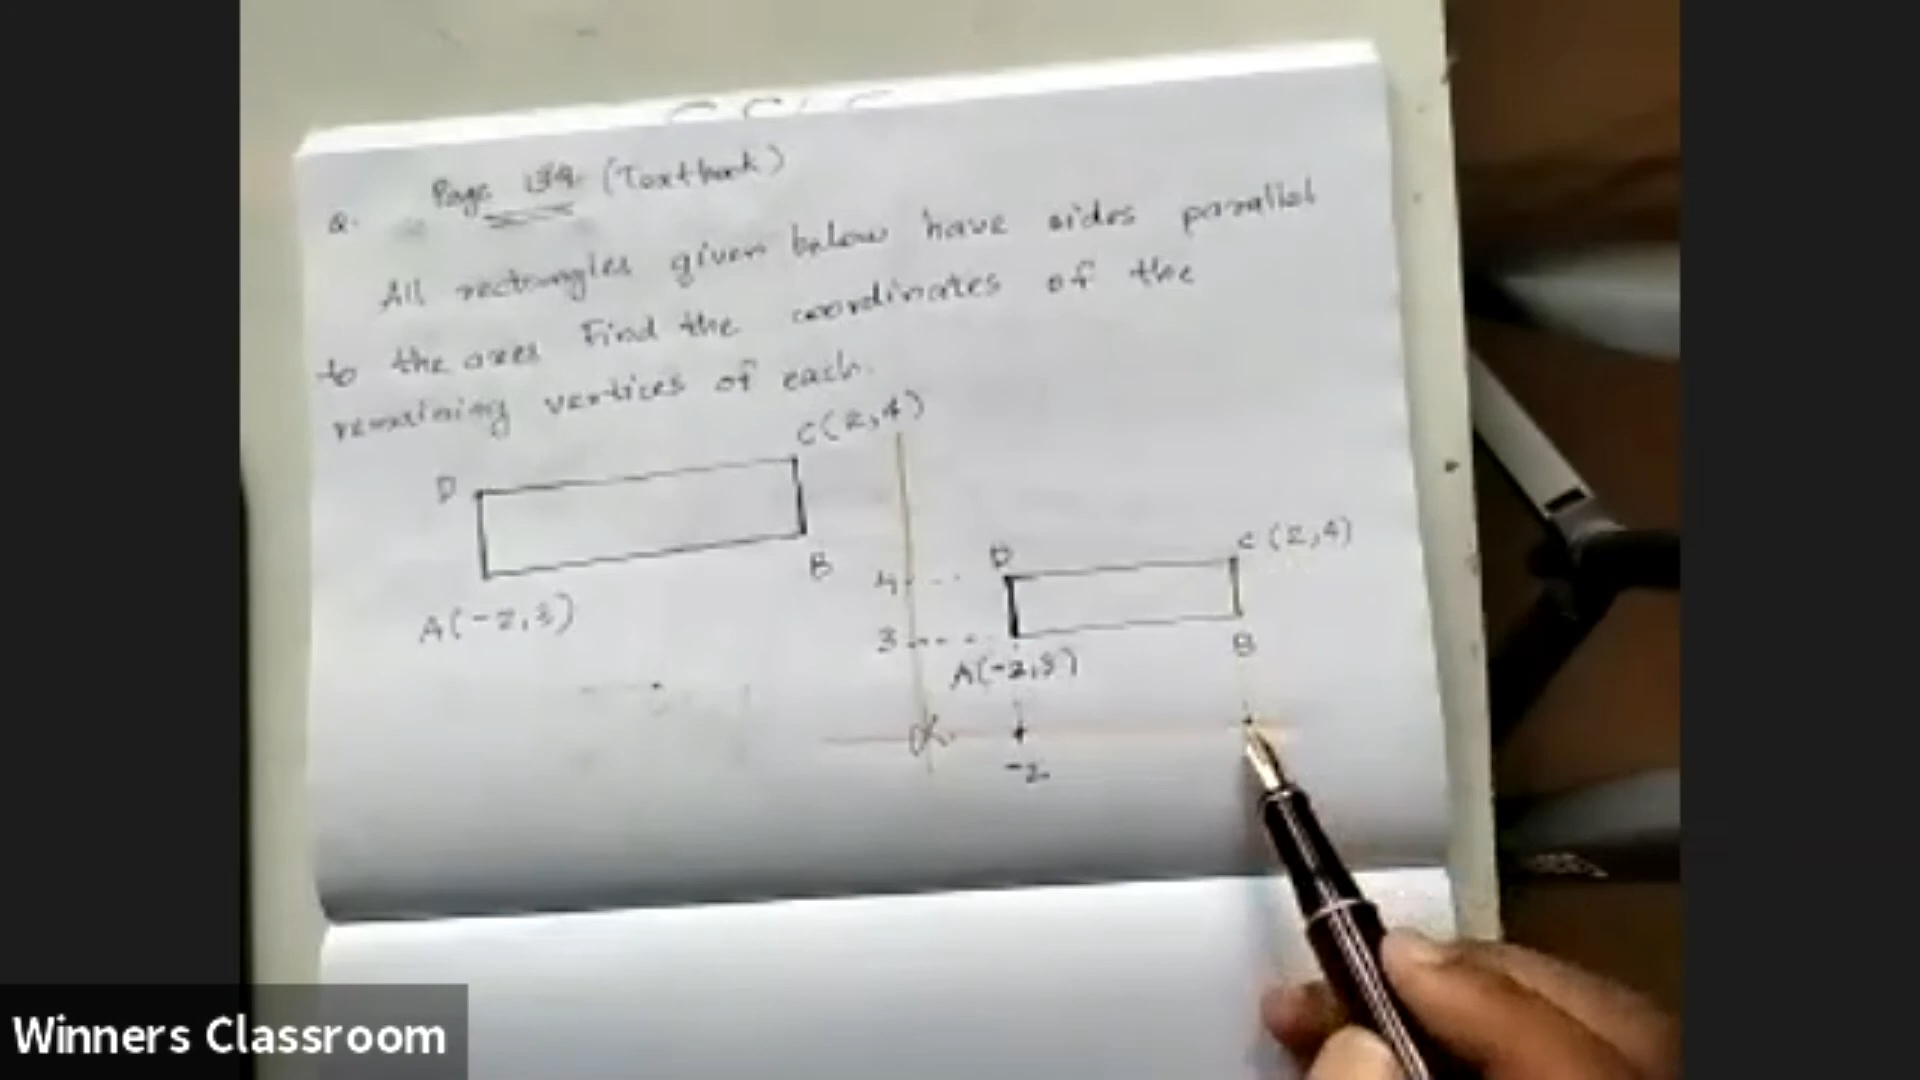 Page 134 (Textbook)
Q.
All rectangles given below have sides parallel
to the axes Find the coordinates of the
remaining vertices of each.
C(2,4)
D
B
A(-2,3)
D
C(2,4)
4
3
B
A(-2,3)
-2
Winners Classroom